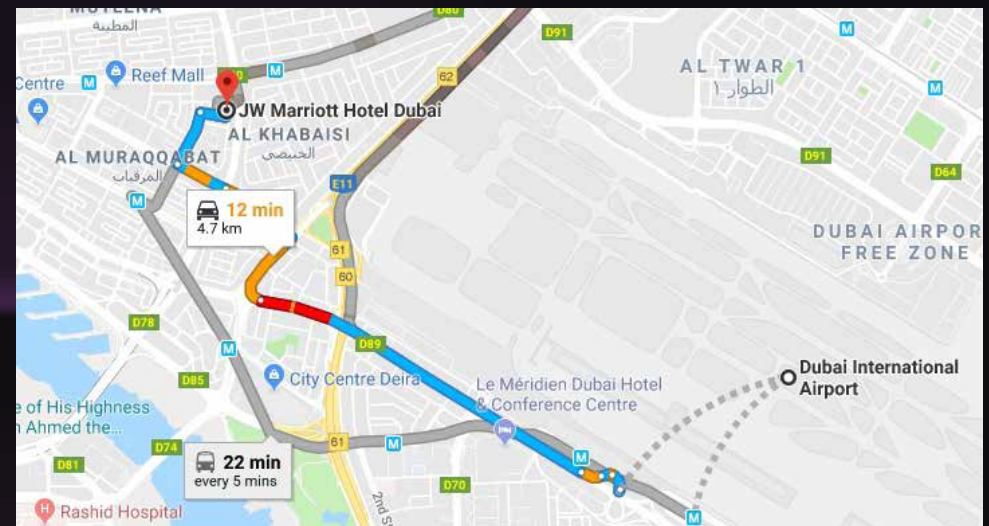 MUTEENA
المطينة
D80
D91
62
AL TWAR 1
الطوار ١
Reef Mall
Centre
JW Marriott Hotel Dubai
AL KHABAISI
الخبيصي
AL MURAQQABAT
المرقبات
D91
D64
E11
12 min
4.7 km
61
60
DUBAI AIRPOR
FREE ZONE
D78
D89
City Centre Deira
D85
Le Méridien Dubai Hotel
& Conference Centre
Dubai International
Airport
e of His Highness
n Ahmed the...
D74
61
22 min
every 5 mins
D81
D70
2nd St
Rashid Hospital
M
M
M
M
M
M
M
M
M
H